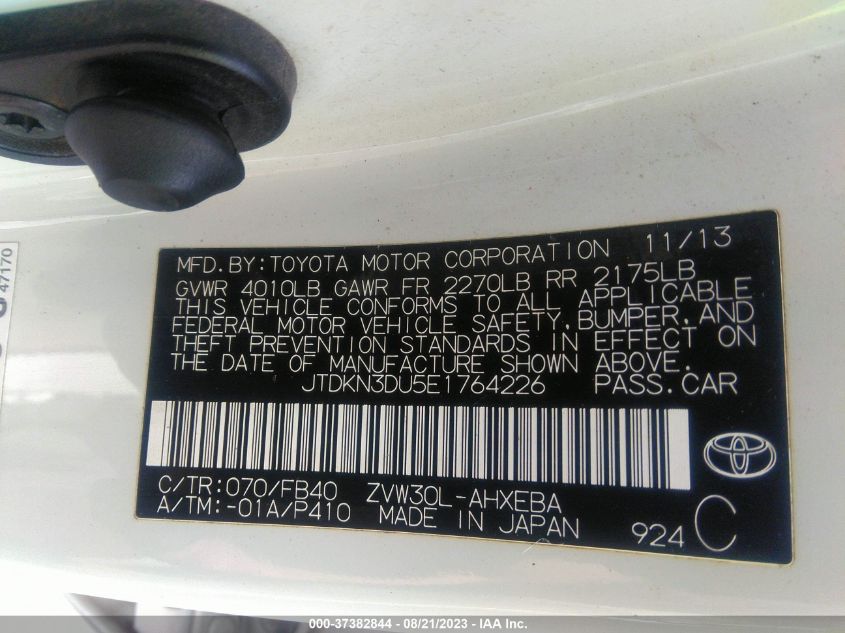 47170
MFD.BY:TOYOTA MOTOR CORPORATION 11/13
GVWR 4010LB GAWR FR 2270LB RR 2175LB
THIS VEHICLE CONFORMS TO ALL APPLICABLE
FEDERAL MOTOR VEHICLE SAFETY,BUMPER,AND
THEFT PREVENTION STANDARDS IN EFFECT ON
THE DATE OF MANUFACTURE SHOWN ABOVE.
JTDKN3DU5E1764226 PASS.CAR
C/TR:070/FB40 ZVW30L-AHXEBA
A/TM:-01A/P410 MADE IN JAPAN 924 C
000-37382844 - 08/21/2023 - IAA Inc.